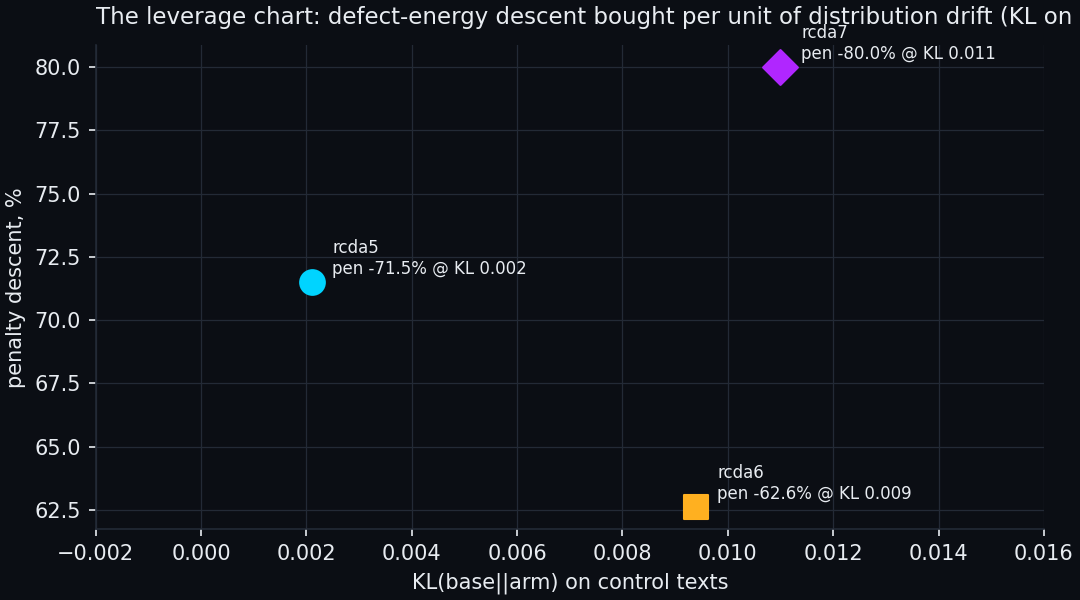 The leverage chart: defect-energy descent bought per unit of distribution drift (KL on
rcda7
pen -80.0% @ KL 0.011
80.0
77.5
75.0
72.5
70.0
67.5
65.0
62.5
penalty descent, %
rcda5
pen -71.5% @ KL 0.002
rcda6
pen -62.6% @ KL 0.009
−0.002 0.000 0.002 0.004 0.006 0.008 0.010 0.012 0.014 0.016
KL(base||arm) on control texts